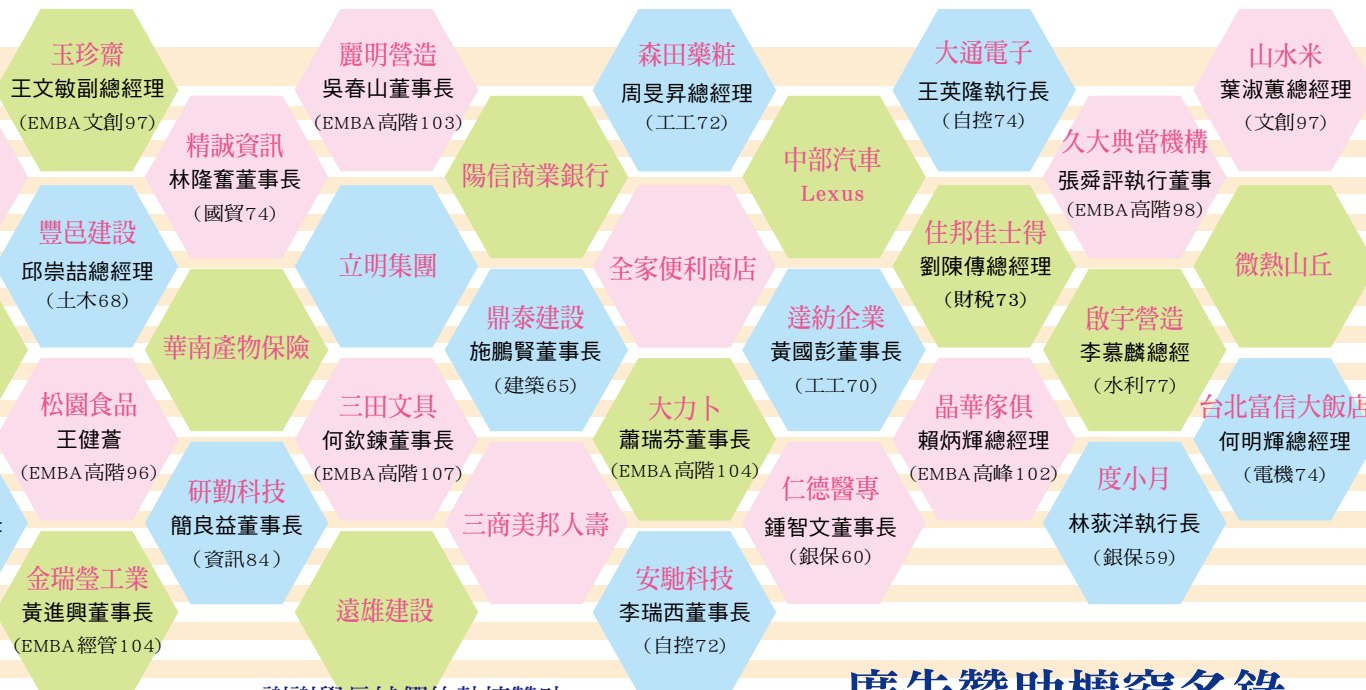 玉珍齋
王文敏副總經理
(EMBA文創97)
麗明營造
吳春山董事長
(EMBA高階103)
森田藥粧
周旻昇總經理
(工工72)
大通電子
王英隆執行長
(自控74)
山水米
葉淑蕙總經理
(文創97)
精誠資訊
林隆奮董事長
(國貿74)
陽信商業銀行
中部汽車
Lexus
久大典當機構
張舜評執行董事
(EMBA高階98)
豐邑建設
邱崇喆總經理
(土木68)
立明集團
全家便利商店
佳邦佳士得
劉陳傳總經理
(財稅73)
微熱山丘
華南產物保險
鼎泰建設
施鵬賢董事長
(建築65)
達紡企業
黃國彭董事長
(工工70)
啟宇營造
李慕麟總經
(水利77)
松園食品
王健蒼
(EMBA高階96)
三田文具
何欽鍊董事長
(EMBA高階107)
大力卜
蕭瑞芬董事長
(EMBA高階104)
晶華傢俱
賴炳輝總經理
(EMBA高峰102)
台北富信大飯店
何明輝總經理
(電機74)
研勤科技
簡良益董事長
(資訊84)
三商美邦人壽
仁德醫專
鍾智文董事長
(銀保60)
度小月
林荻洋執行長
(銀保59)
金瑞瑩工業
黃進興董事長
(EMBA經管104)
遠雄建設
安馳科技
李瑞西董事長
(自控72)
廣告贊助櫥窗名錄